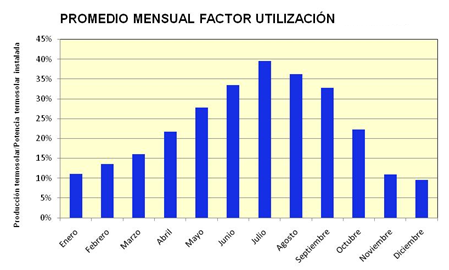 PROMEDIO MENSUAL FACTOR UTILIZACIÓN
Producción termosolar/Potencia termosolar instalada
45%
40%
35%
30%
25%
20%
15%
10%
5%
0%
Enero
Febrero
Marzo
Abril
Mayo
Junio
Julio
Agosto
Septiembre
Octubre
Noviembre
Diciembre